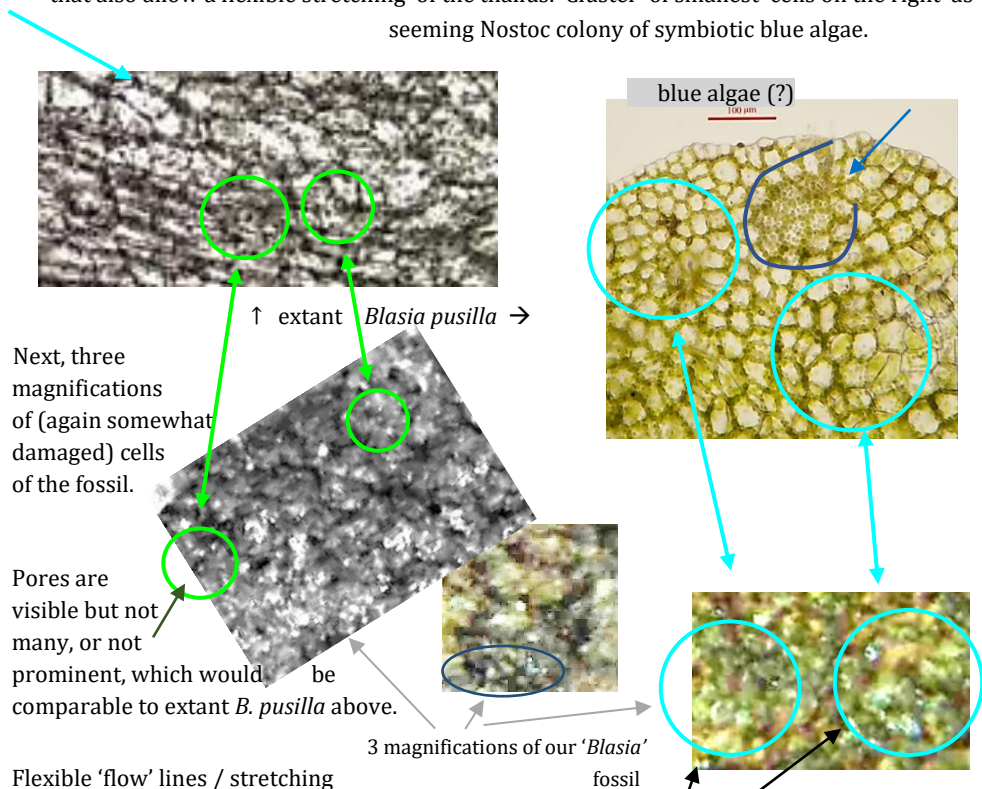 that also allow a flexible 'stretching' of the thallus. 'Cluster' of smallest 'cells' on the right as
seeming Nostoc colony of symbiotic blue algae.
blue algae (?)
100 µm
↑ extant Blasia pusilla →
Next, three
magnifications
of (again somewhat
damaged) cells
of the fossil.
Pores are
visible but not
many, or not
prominent, which would be
comparable to extant B. pusilla above.
3 magnifications of our 'Blasia'
fossil
Flexible 'flow' lines / stretching